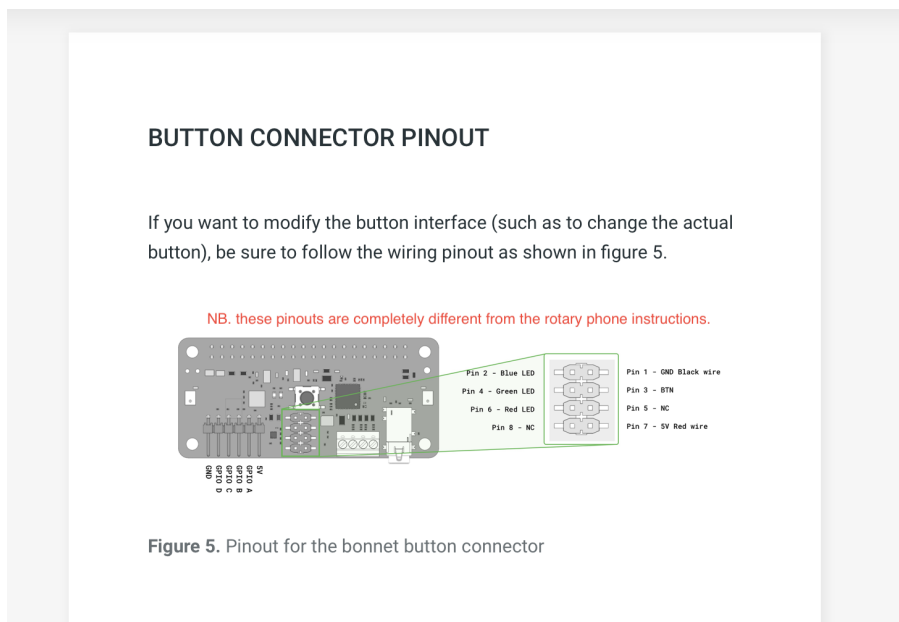 BUTTON CONNECTOR PINOUT
If you want to modify the button interface (such as to change the actual
button), be sure to follow the wiring pinout as shown in figure 5.
NB. these pinouts are completely different from the rotary phone instructions.
Pin 2 - Blue LED
Pin 4 - Green LED
Pin 6 - Red LED
Pin 8 - NC
Pin 1 - GND Black wire
Pin 3 - BTN
Pin 5 - NC
Pin 7 - 5V Red wire
GND
GPIO D
GPIO C
GPIO B
GPIO A
5V
Figure 5. Pinout for the bonnet button connector